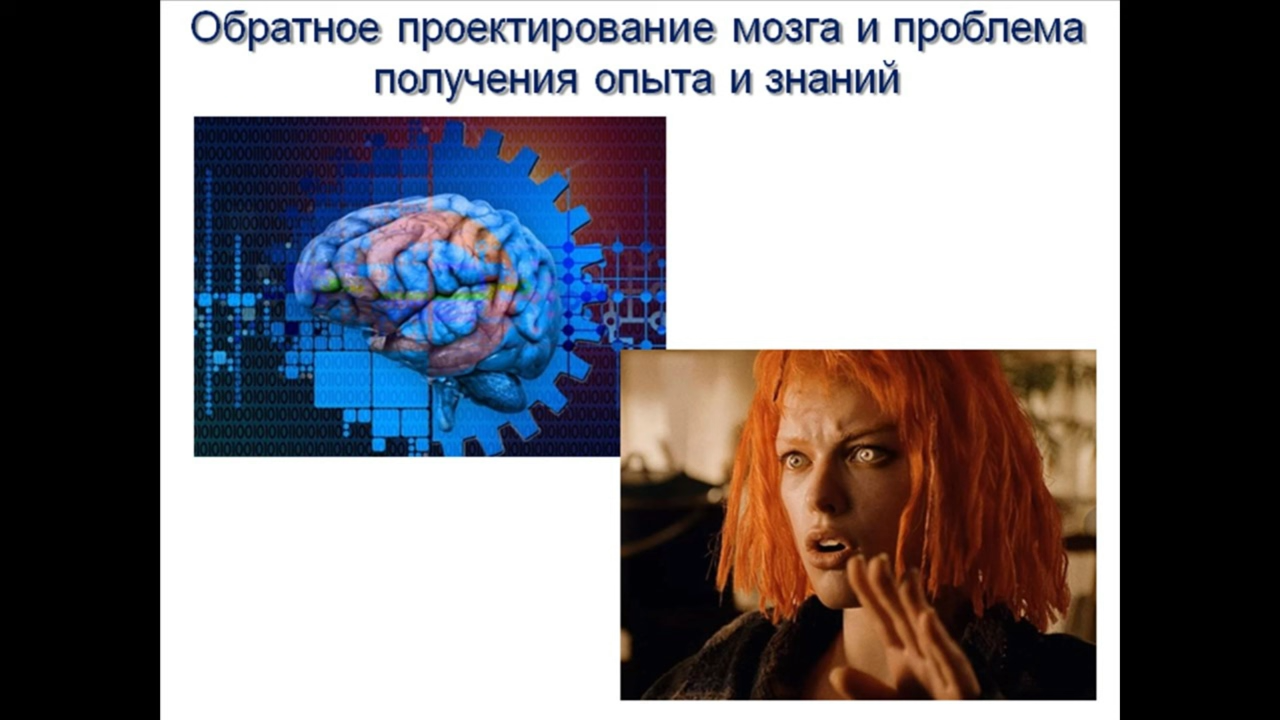 Обратное проектирование мозга и проблема
получения опыта и знаний